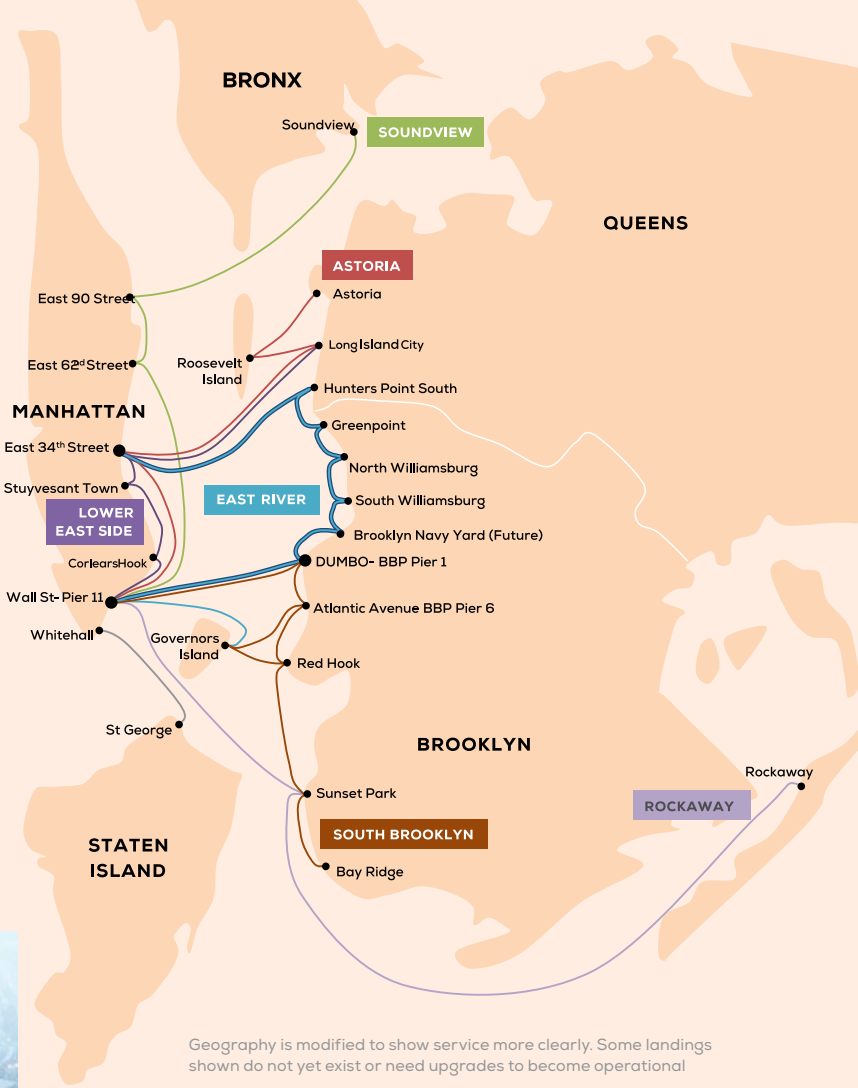 BRONX
Soundview
SOUNDVIEW
QUEENS
ASTORIA
Astoria
East 90 Street
Long Island City
East 62nd Street
Roosevelt
Island
Hunters Point South
MANHATTAN
Greenpoint
East 34th Street
North Williamsburg
Stuyvesant Town
EAST RIVER
South Williamsburg
LOWER
EAST SIDE
Brooklyn Navy Yard (Future)
CorlearsHook
DUMBO- BBP Pier 1
Wall St- Pier 11
Atlantic Avenue BBP Pier 6
Whitehall
Governors
Island
Red Hook
St George
BROOKLYN
Rockaway
Sunset Park
ROCKAWAY
SOUTH BROOKLYN
STATEN
ISLAND
Bay Ridge
Geography is modified to show service more clearly. Some landings
shown do not yet exist or need upgrades to become operational